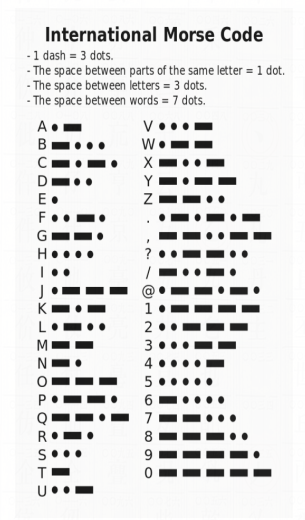 International Morse Code
- 1 dash = 3 dots.
- The space between parts of the same letter = 1 dot.
- The space between letters = 3 dots.
- The space between words = 7 dots.
A
B
C
D
E
F
G
H
I
J
K
L
M
N
O
P
Q
R
S
T
U
V
W
X
Y
Z
.
,
?
/
@
1
2
3
4
5
6
7
8
9
0